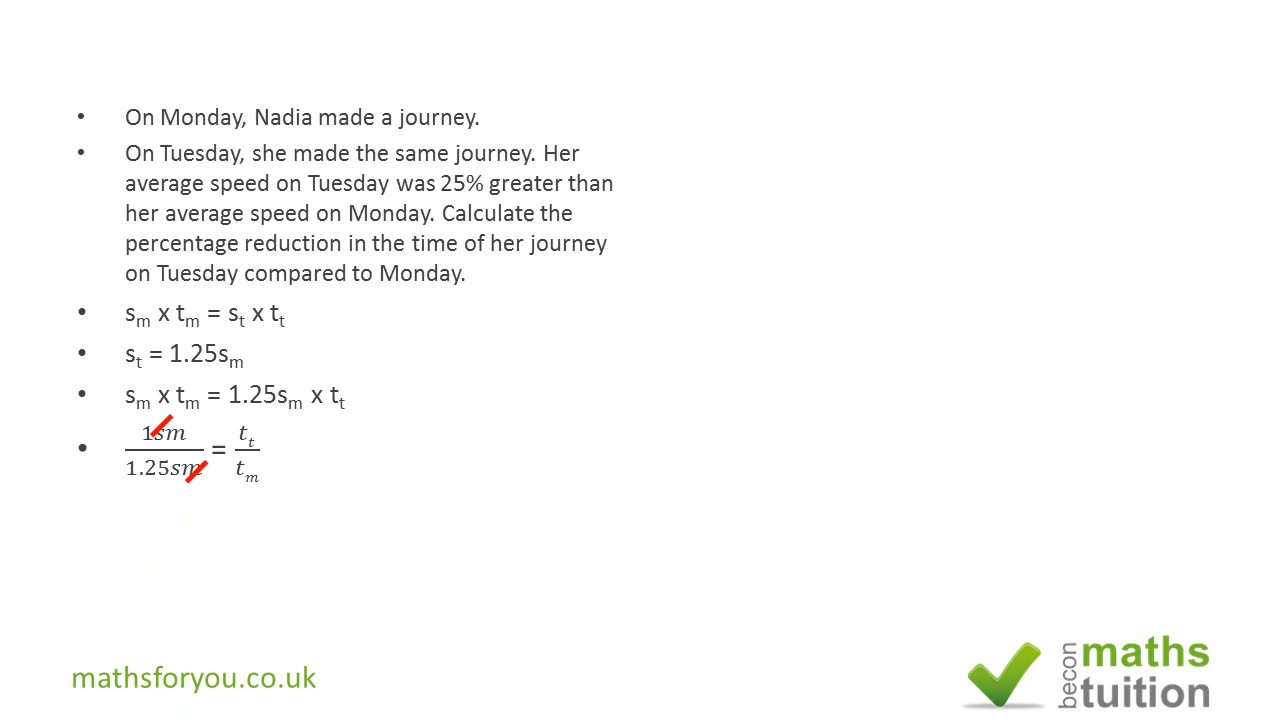 • On Monday, Nadia made a journey.
• On Tuesday, she made the same journey. Her
average speed on Tuesday was 25% greater than
her average speed on Monday. Calculate the
percentage reduction in the time of her journey
on Tuesday compared to Monday.
• sₘ x tₘ = sₜ x tₜ
• sₜ = 1.25sₘ
• sₘ x tₘ = 1.25sₘ x tₜ
• 1sm/1.25sm = tₜ/tₘ
mathsforyou.co.uk
becon
maths
tuition